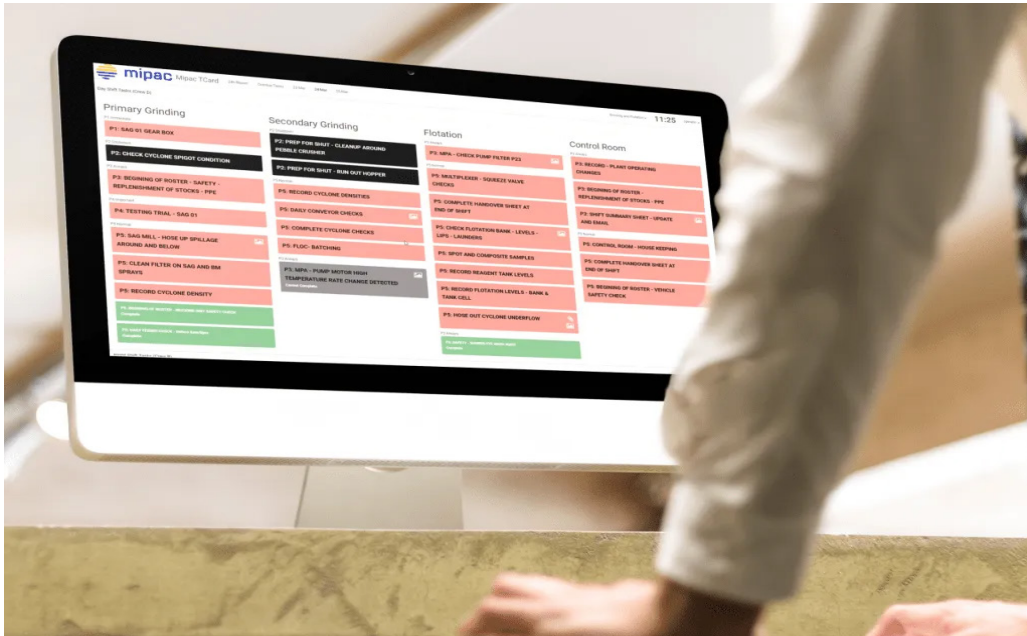 mipac Mipac TCard
11:25
Day Shift Tasks (Crew B)
Primary Grinding
P1: SAG 01 GEAR BOX
P2: CHECK CYCLONE SPIGOT CONDITION
P3: BEGINING OF ROSTER - SAFETY -
REPLENISHMENT OF STOCKS - PPE
P4: TESTING TRIAL - SAG 01
P5: SAG MILL - HOSE UP SPILLAGE
AROUND AND BELOW
P5: CLEAN FILTER ON SAG AND BM
SPRAYS
P5: RECORD CYCLONE DENSITY
Complete
Complete
Secondary Grinding
P2: PREP FOR SHUT - CLEANUP AROUND
PEBBLE CRUSHER
P2: PREP FOR SHUT - RUN OUT HOPPER
P5: RECORD CYCLONE DENSITIES
P5: DAILY CONVEYOR CHECKS
P5: COMPLETE CYCLONE CHECKS
P5: FLOC- BATCHING
P3: MPA - PUMP MOTOR HIGH
TEMPERATURE RATE CHANGE DETECTED
Cannot Complete
Flotation
P3: MPA - CHECK PUMP FILTER P23
P5: MULTIPLEXER - SQUEEZE VALVE
CHECKS
P5: COMPLETE HANDOVER SHEET AT
END OF SHIFT
P5: CHECK FLOTATION BANK - LEVELS -
LIPS - LAUNDERS
P5: SPOT AND COMPOSITE SAMPLES
P5: RECORD REAGENT TANK LEVELS
P5: RECORD FLOTATION LEVELS - BANK &
TANK CELL
P5: HOSE OUT CYCLONE UNDERFLOW
Complete
Control Room
P3: RECORD - PLANT OPERATING
CHANGES
P3: BEGINING OF ROSTER -
REPLENISHMENT OF STOCKS - PPE
P3: SHIFT SUMMARY SHEET - UPDATE
AND EMAIL
P5: CONTROL ROOM - HOUSE KEEPING
P5: COMPLETE HANDOVER SHEET AT
END OF SHIFT
P5: BEGINING OF ROSTER - VEHICLE
SAFETY CHECK